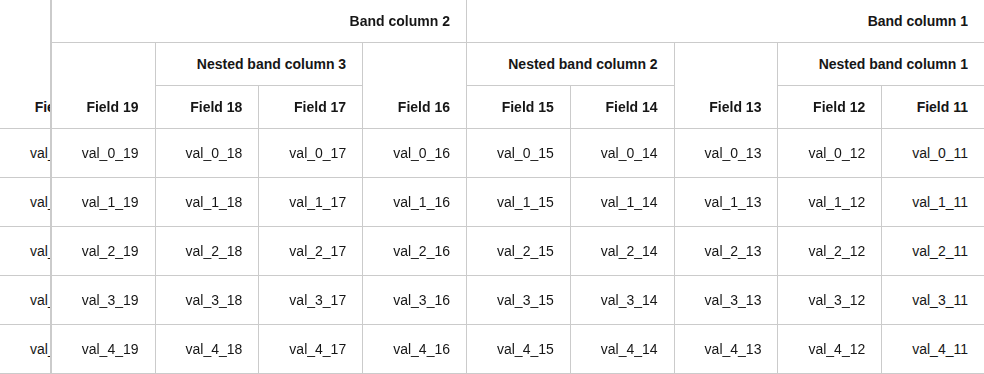 Band column 2 Band column 1
Nested band column 3 Nested band column 2 Nested band column 1
Field 19 Field 18 Field 17 Field 16 Field 15 Field 14 Field 13 Field 12 Field 11
val_0_19 val_0_18 val_0_17 val_0_16 val_0_15 val_0_14 val_0_13 val_0_12 val_0_11
val_1_19 val_1_18 val_1_17 val_1_16 val_1_15 val_1_14 val_1_13 val_1_12 val_1_11
val_2_19 val_2_18 val_2_17 val_2_16 val_2_15 val_2_14 val_2_13 val_2_12 val_2_11
val_3_19 val_3_18 val_3_17 val_3_16 val_3_15 val_3_14 val_3_13 val_3_12 val_3_11
val_4_19 val_4_18 val_4_17 val_4_16 val_4_15 val_4_14 val_4_13 val_4_12 val_4_11